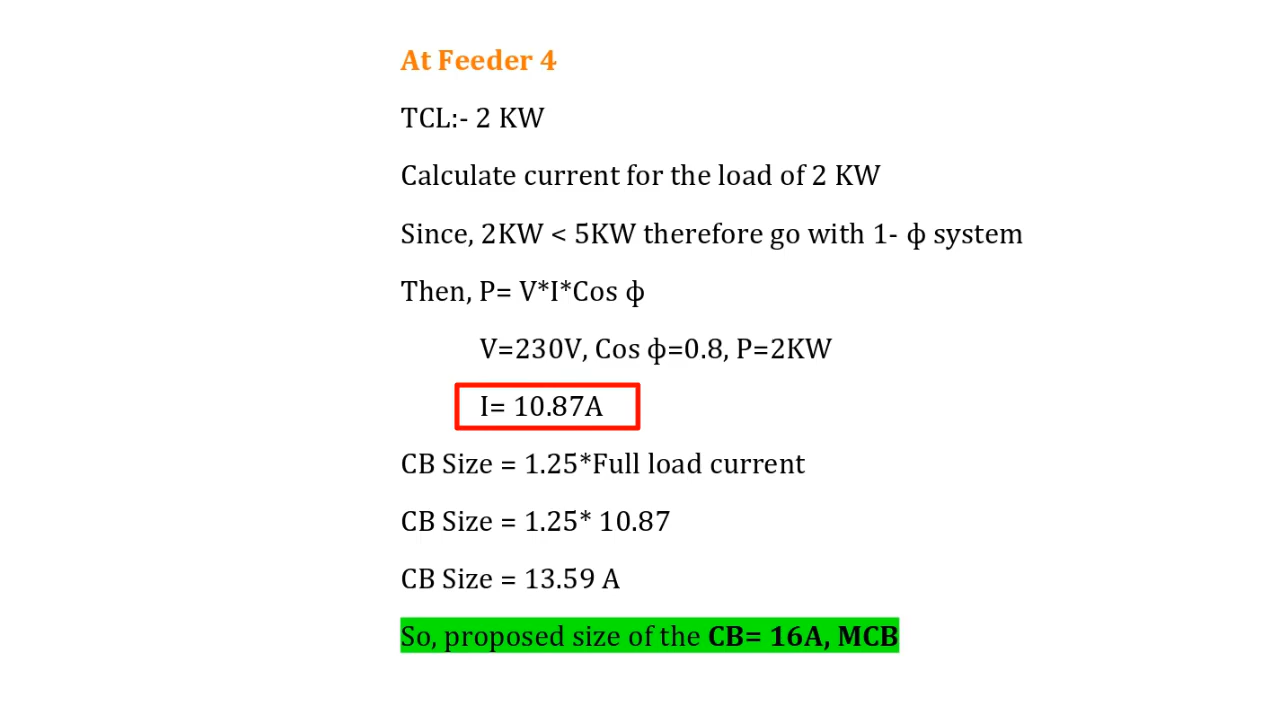 At Feeder 4
TCL:- 2 KW
Calculate current for the load of 2 KW
Since, 2KW < 5KW therefore go with 1- ф system
Then, P= V*I*Cos ф
V=230V, Cos ф=0.8, P=2KW
I= 10.87A
CB Size = 1.25*Full load current
CB Size = 1.25* 10.87
CB Size = 13.59 A
So, proposed size of the CB= 16A, MCB